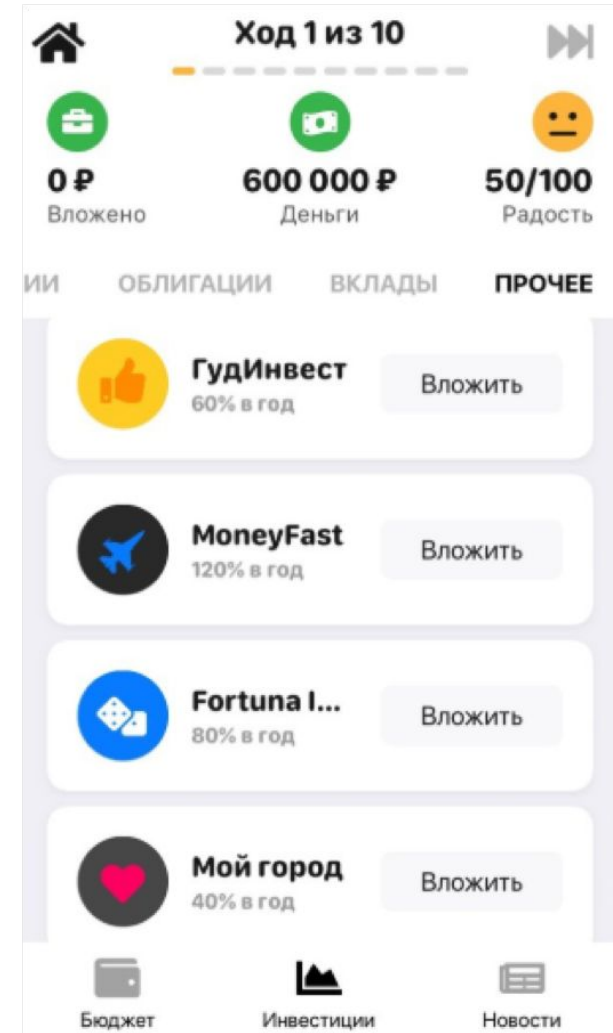 Ход 1 из 10
0 ₽
Вложено
600 000 ₽
Деньги
50/100
Радость
ИИ ОБЛИГАЦИИ ВКЛАДЫ ПРОЧЕЕ
ГудИнвест
60% в год
Вложить
MoneyFast
120% в год
Вложить
Fortuna I...
80% в год
Вложить
Мой город
40% в год
Вложить
Бюджет
Инвестиции
Новости